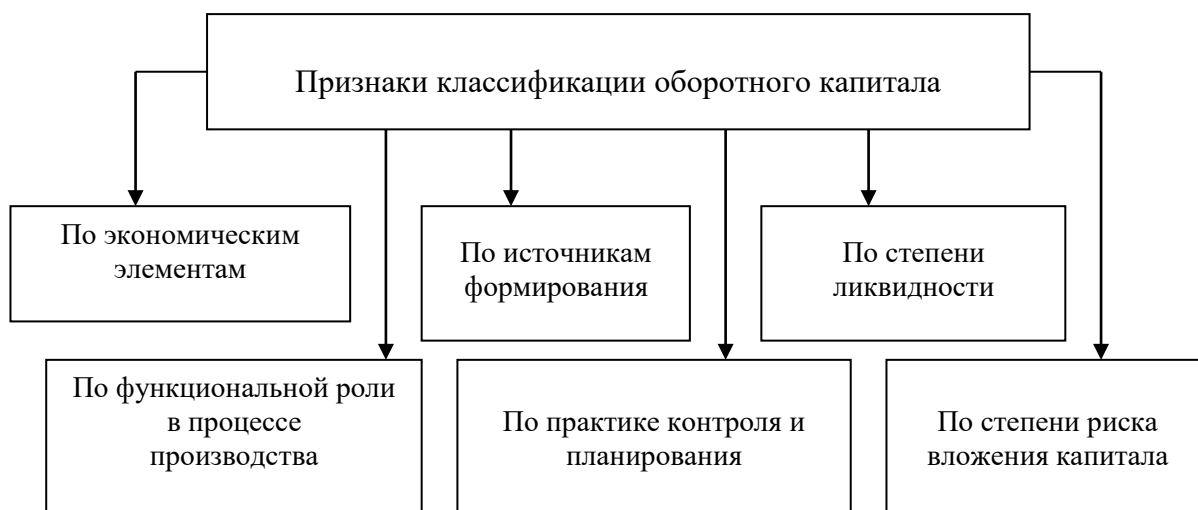 Признаки классификации оборотного капитала
По экономическим
элементам
По источникам
формирования
По степени
ликвидности
По функциональной роли
в процессе
производства
По практике контроля и
планирования
По степени риска
вложения капитала